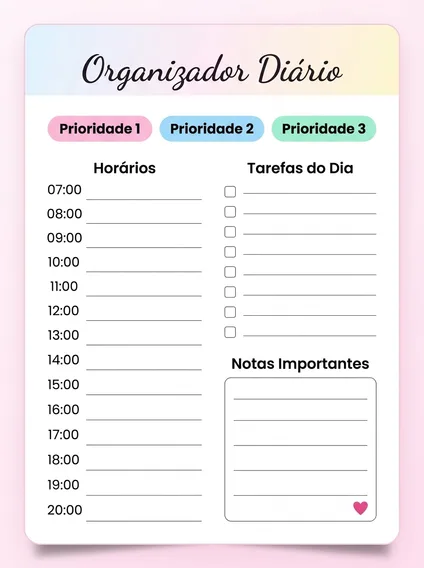 Organizador Diário
Prioridade 1
Prioridade 2
Prioridade 3
Horários
07:00
08:00
09:00
10:00
11:00
12:00
13:00
14:00
15:00
16:00
17:00
18:00
19:00
20:00
Tarefas do Dia
Notas Importantes